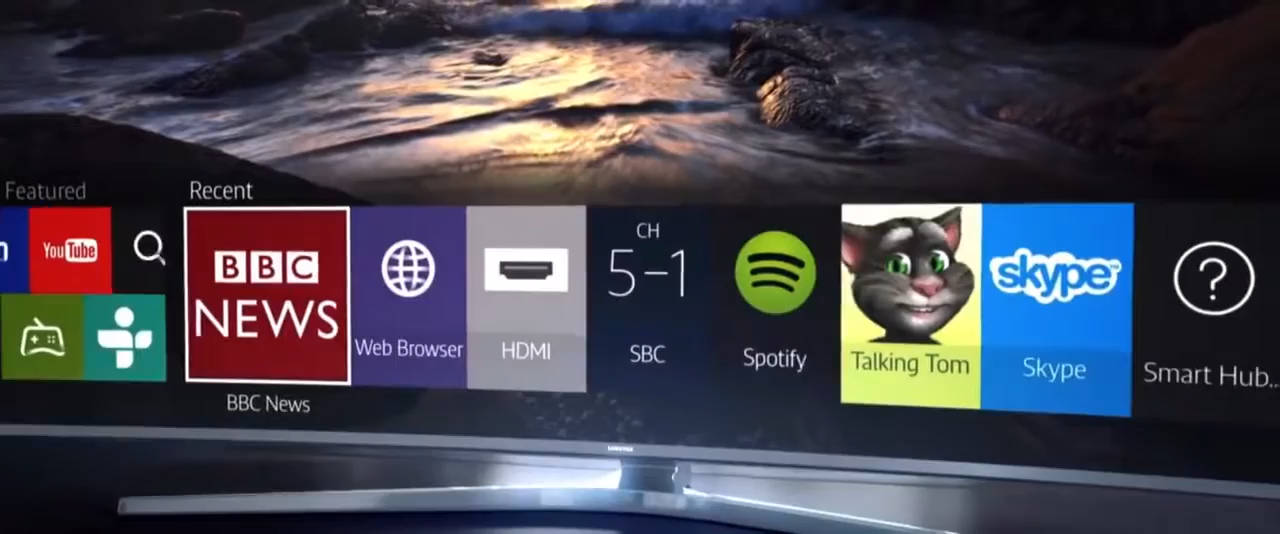 Featured
Recent
n
YouTube
BBC
NEWS
CH
5-1
skype
Web Browser
HDMI
SBC
Spotify
Talking Tom
Skype
Smart Hub..
BBC News
SAMSUNG